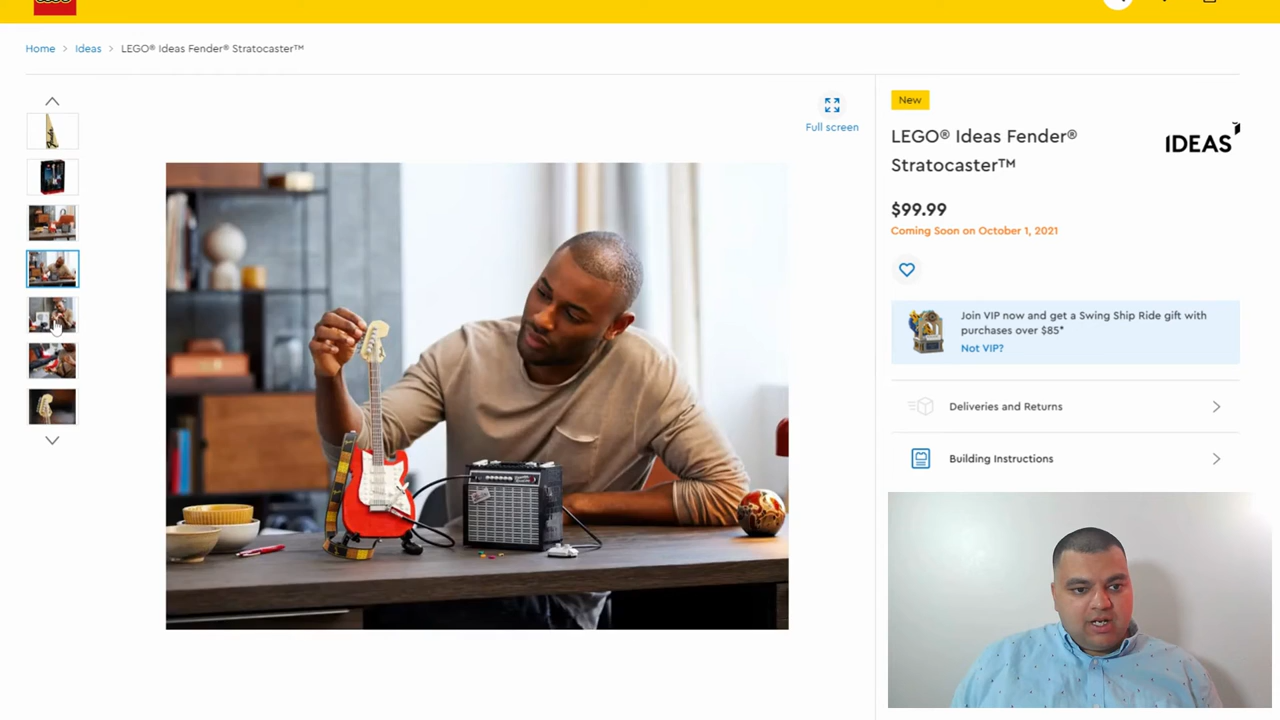 Home > Ideas > LEGO® Ideas Fender® Stratocaster™
Full screen
New
LEGO® Ideas Fender®
Stratocaster™
IDEAS
$99.99
Coming Soon on October 1, 2021
Join VIP now and get a Swing Ship Ride gift with
purchases over $85*
Not VIP?
Deliveries and Returns
Building Instructions